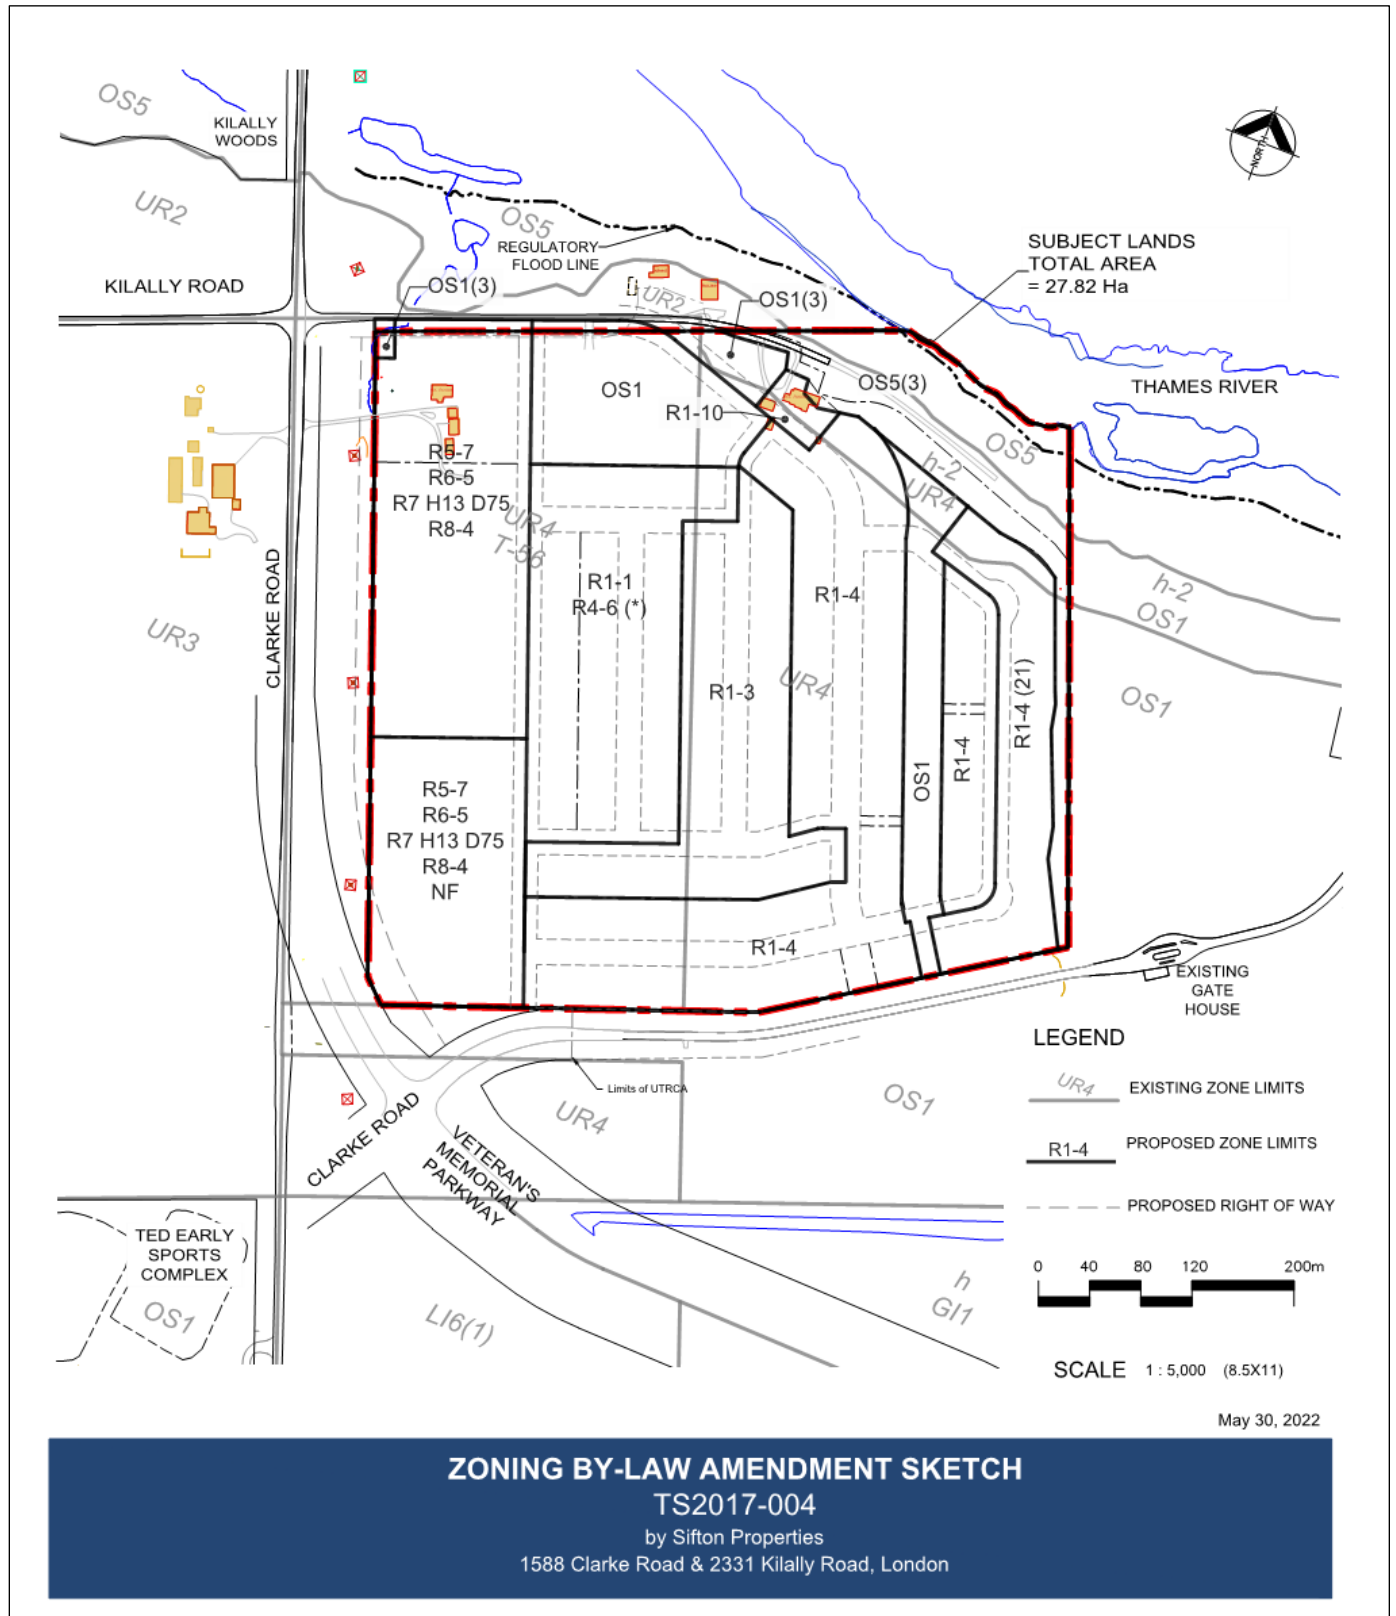 OS5
KILALLY
WOODS
UR2
OS5
REGULATORY
FLOOD LINE
NORTH
SUBJECT LANDS
TOTAL AREA
= 27.82 Ha
KILALLY ROAD
OS1(3)
UR2
OS1(3)
THAMES RIVER
OS5(3)
OS1
R1-10
OS5
h-2
UR4
R5-7
R6-5
R7 H13 D75
R8-4
UR4
T-56
R1-1
R4-6 (*)
R1-4
h-2
OS1
CLARKE ROAD
UR3
R1-3
UR4
R1-4 (21)
OS1
R1-4
OS1
R5-7
R6-5
R7 H13 D75
R8-4
NF
R1-4
EXISTING
GATE
HOUSE
LEGEND
UR4
EXISTING ZONE LIMITS
R1-4
PROPOSED ZONE LIMITS
PROPOSED RIGHT OF WAY
Limits of UTRCA
UR4
OS1
CLARKE ROAD
VETERAN'S
MEMORIAL
PARKWAY
TED EARLY
SPORTS
COMPLEX
OS1
LI6(1)
h
GI1
0 40 80 120 200m
SCALE 1 : 5,000 (8.5X11)
May 30, 2022
ZONING BY-LAW AMENDMENT SKETCH
TS2017-004
by Sifton Properties
1588 Clarke Road & 2331 Kilally Road, London